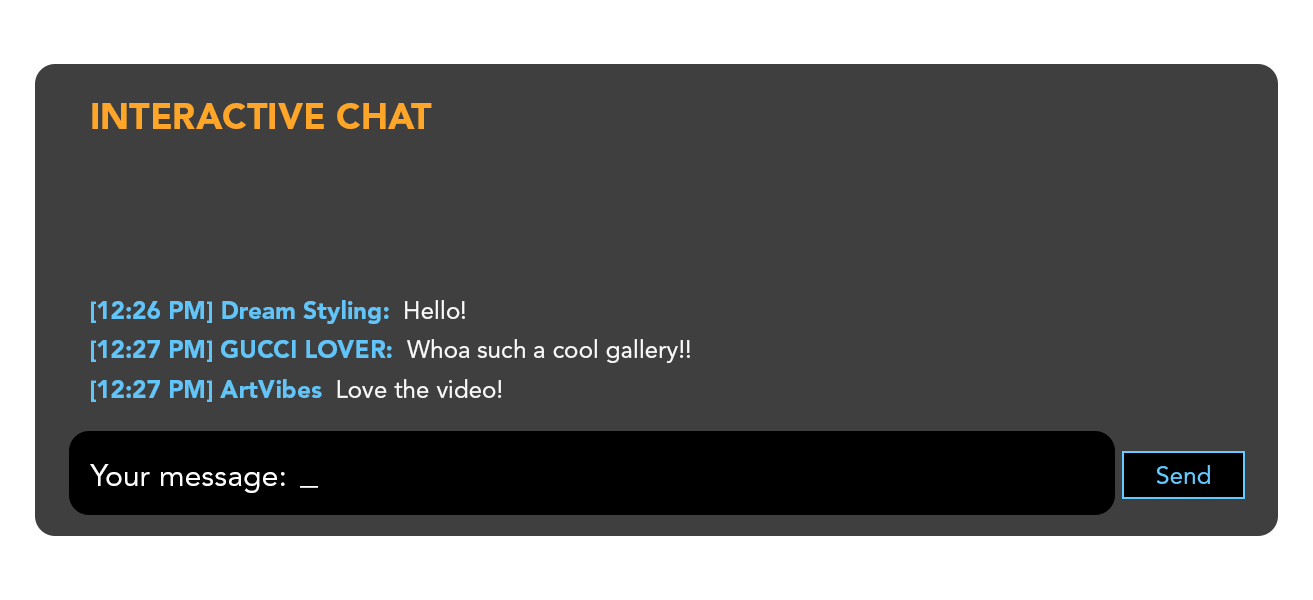 INTERACTIVE CHAT
[12:26 PM] Dream Styling: Hello!
[12:27 PM] GUCCI LOVER: Whoa such a cool gallery!!
[12:27 PM] ArtVibes Love the video!
Your message: _
Send